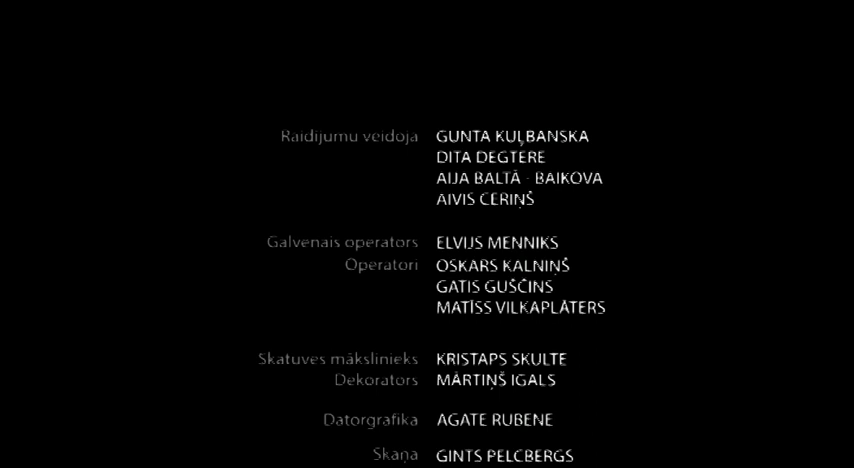 Raidījumu veidoja GUNTA KUĻBANSKA
DITA DEGTERE
AIJA BALTĀ - BAIKOVA
AIVIS CERIŅŠ
Galvenais operators ELVIJS MENNIKS
Operatori OSKARS KALNIŅŠ
GATIS GUŠČINS
MATĪSS VILKAPLĀTERS
Skatuves mākslinieks KRISTAPS SKULTE
Dekorators MĀRTIŅŠ IGALS
Datorgrafika AGATE RUBENE
Skaņa GINTS PELCBERGS